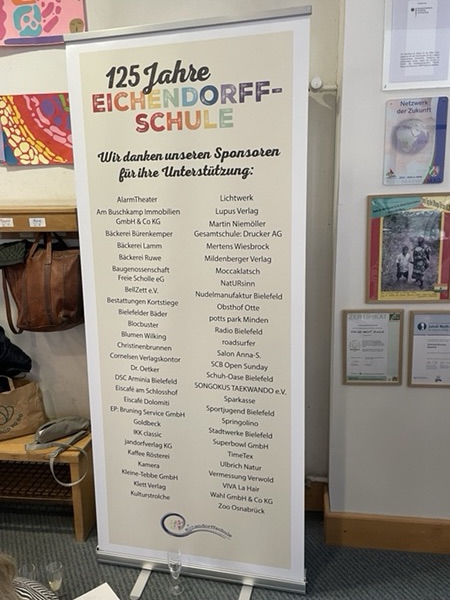 125 Jahre
EICHENDORFF-
SCHULE
Wir danken unseren Sponsoren
für ihre Unterstützung:
AlarmTheater
Am Buschkamp Immobilien
GmbH & Co KG
Bäckerei Bürenkemper
Bäckerei Lamm
Bäckerei Ruwe
Baugenossenschaft
Freie Scholle eG
BellZett e.V.
Bestattungen Kortstiege
Bielefelder Bäder
Blocbuster
Blumen Wilking
Christinenbrunnen
Cornelsen Verlagskontor
Dr. Oetker
DSC Arminia Bielefeld
Eiscafé am Schlosshof
Eiscafé Dolomiti
EP: Bruning Service GmbH
Goldbeck
IKK classic
jandorfverlag KG
Kaffee Rösterei
Kamera
Kleine-Tebbe GmbH
Klett Verlag
Kulturstrolche
Lichtwerk
Lupus Verlag
Martin Niemöller
Gesamtschule: Drucker AG
Mertens Wiesbrock
Mildenberger Verlag
Moccaklatsch
NatURsinn
Nudelmanufaktur Bielefeld
Obsthof Otte
potts park Minden
Radio Bielefeld
roadsurfer
Salon Anna-S.
SCB Open Sunday
Schuh-Oase Bielefeld
SONGOKUS TAEKWANDO e.V.
Sparkasse
Sportjugend Bielefeld
Springolino
Stadtwerke Bielefeld
Superbowl GmbH
TimeTex
Ulbrich Natur
Vermessung Verwold
VIVA La Hair
Wahl GmbH & Co KG
Zoo Osnabrück
Eichendorffschule
Netzwerk
der Zukunft
ZERTIFIKAT